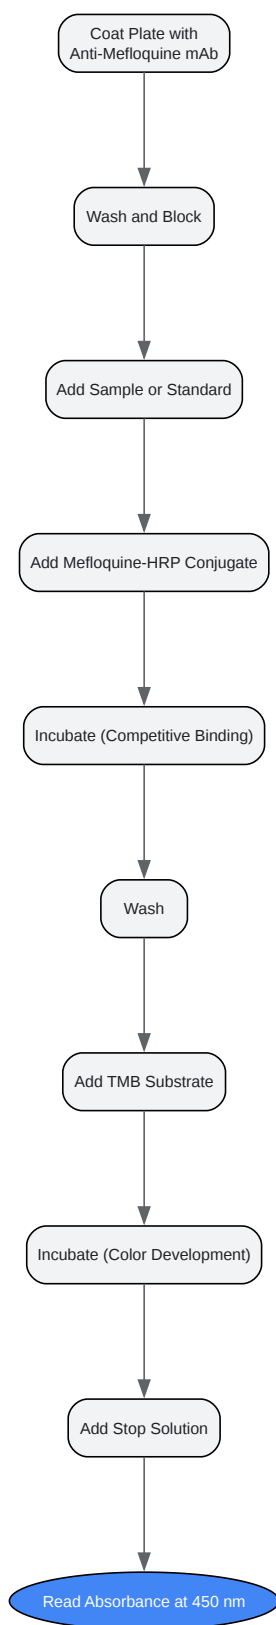 Coat Plate with
Anti-Mefloquine mAb
Wash and Block
Add Sample or Standard
Add Mefloquine-HRP Conjugate
Incubate (Competitive Binding)
Wash
Add TMB Substrate
Incubate (Color Development)
Add Stop Solution
Read Absorbance at 450 nm